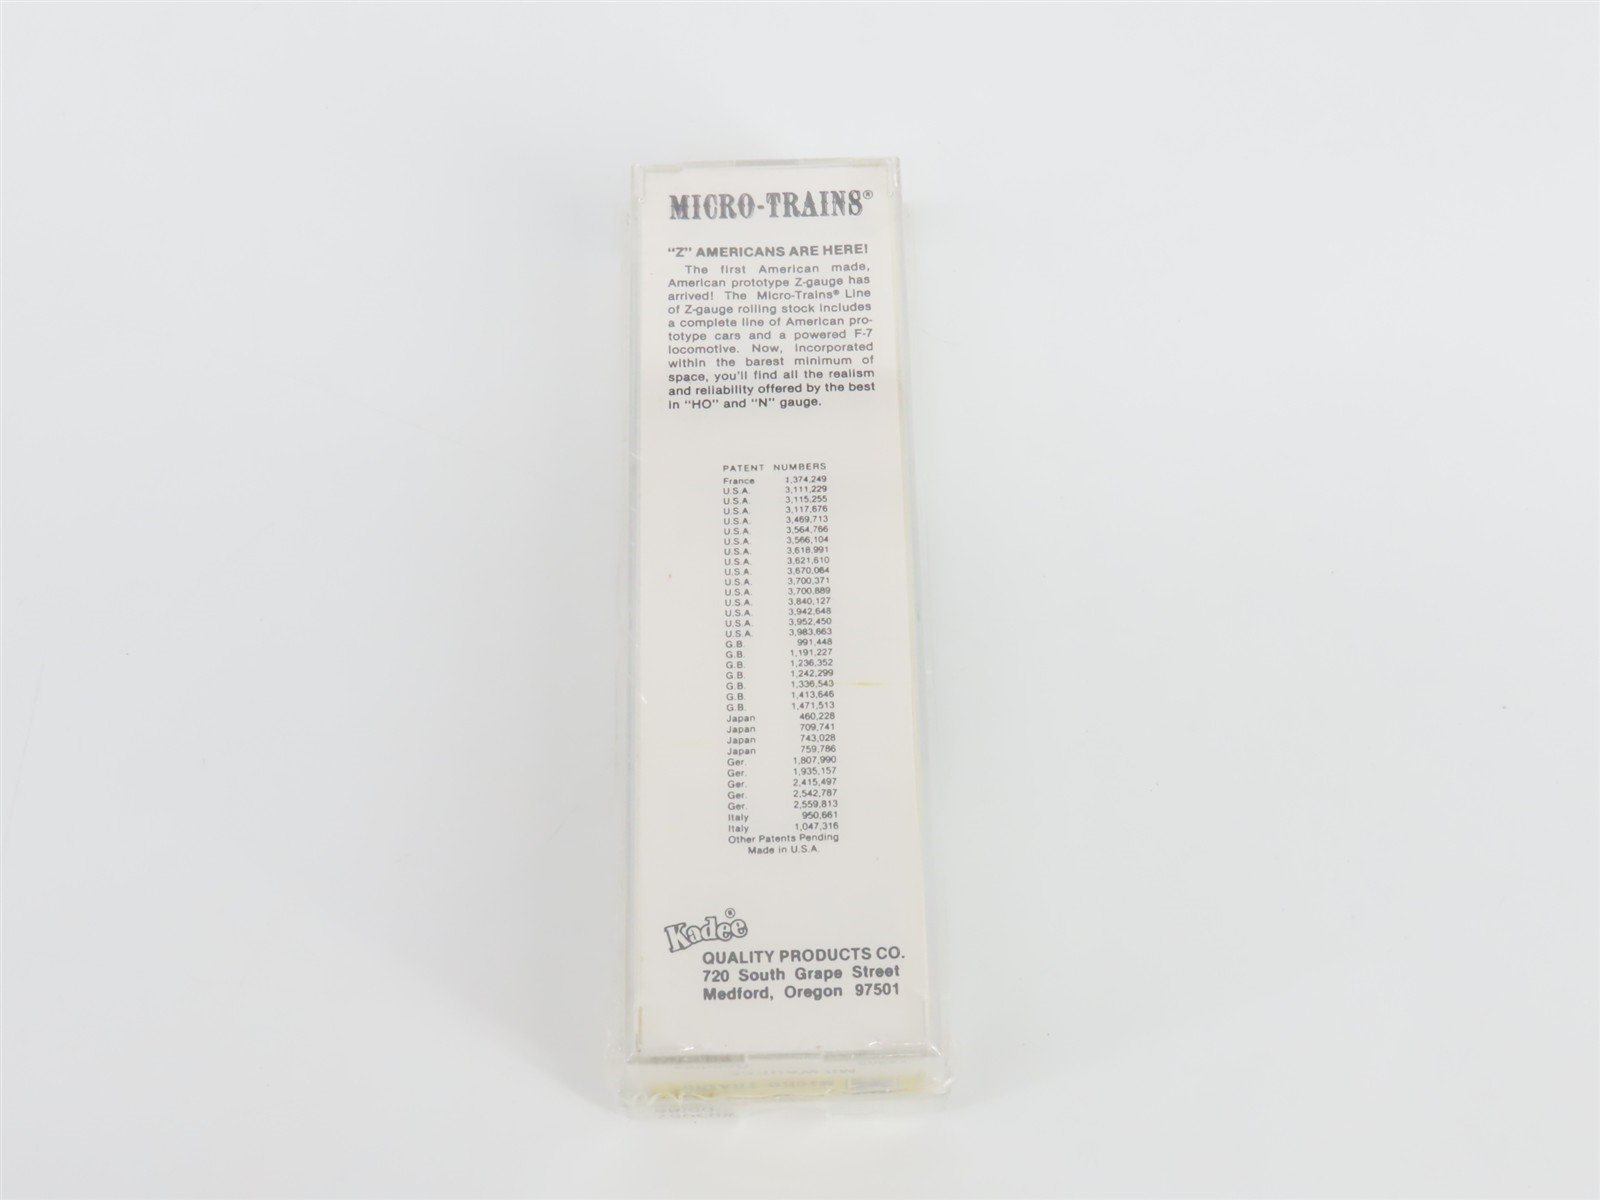 MICRO-TRAINS®
"Z" AMERICANS ARE HERE!
The first American made,
American prototype Z-gauge has
arrived! The Micro-Trains® Line
of Z-gauge rolling stock includes
a complete line of American pro-
totype cars and a powered F-7
locomotive. Now, incorporated
within the barest minimum of
space, you'll find all the realism
and reliability offered by the best
in "HO" and "N" gauge.
PATENT NUMBERS
France 1,374,249
U.S.A. 3,111,229
U.S.A. 3,115,255
U.S.A. 3,117,676
U.S.A. 3,469,713
U.S.A. 3,564,766
U.S.A. 3,566,104
U.S.A. 3,618,991
U.S.A. 3,621,610
U.S.A. 3,670,064
U.S.A. 3,700,371
U.S.A. 3,700,889
U.S.A. 3,840,127
U.S.A. 3,942,648
U.S.A. 3,952,450
U.S.A. 3,983,663
G.B. 991,448
G.B. 1,191,227
G.B. 1,236,352
G.B. 1,242,299
G.B. 1,336,543
G.B. 1,413,646
G.B. 1,471,513
Japan 460,228
Japan 709,741
Japan 743,028
Japan 759,786
Ger. 1,807,990
Ger. 1,935,157
Ger. 2,415,497
Ger. 2,542,787
Ger. 2,559,813
Italy 950,661
Italy 1,047,316
Other Patents Pending
Made in U.S.A.
Kadee®
QUALITY PRODUCTS CO.
720 South Grape Street
Medford, Oregon 97501